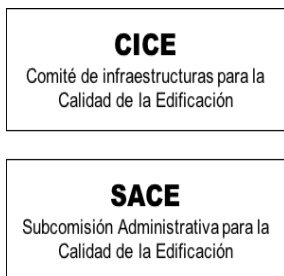 CICE
Comité de infraestructuras para la
Calidad de la Edificación
SACE
Subcomisión Administrativa para la
Calidad de la Edificación